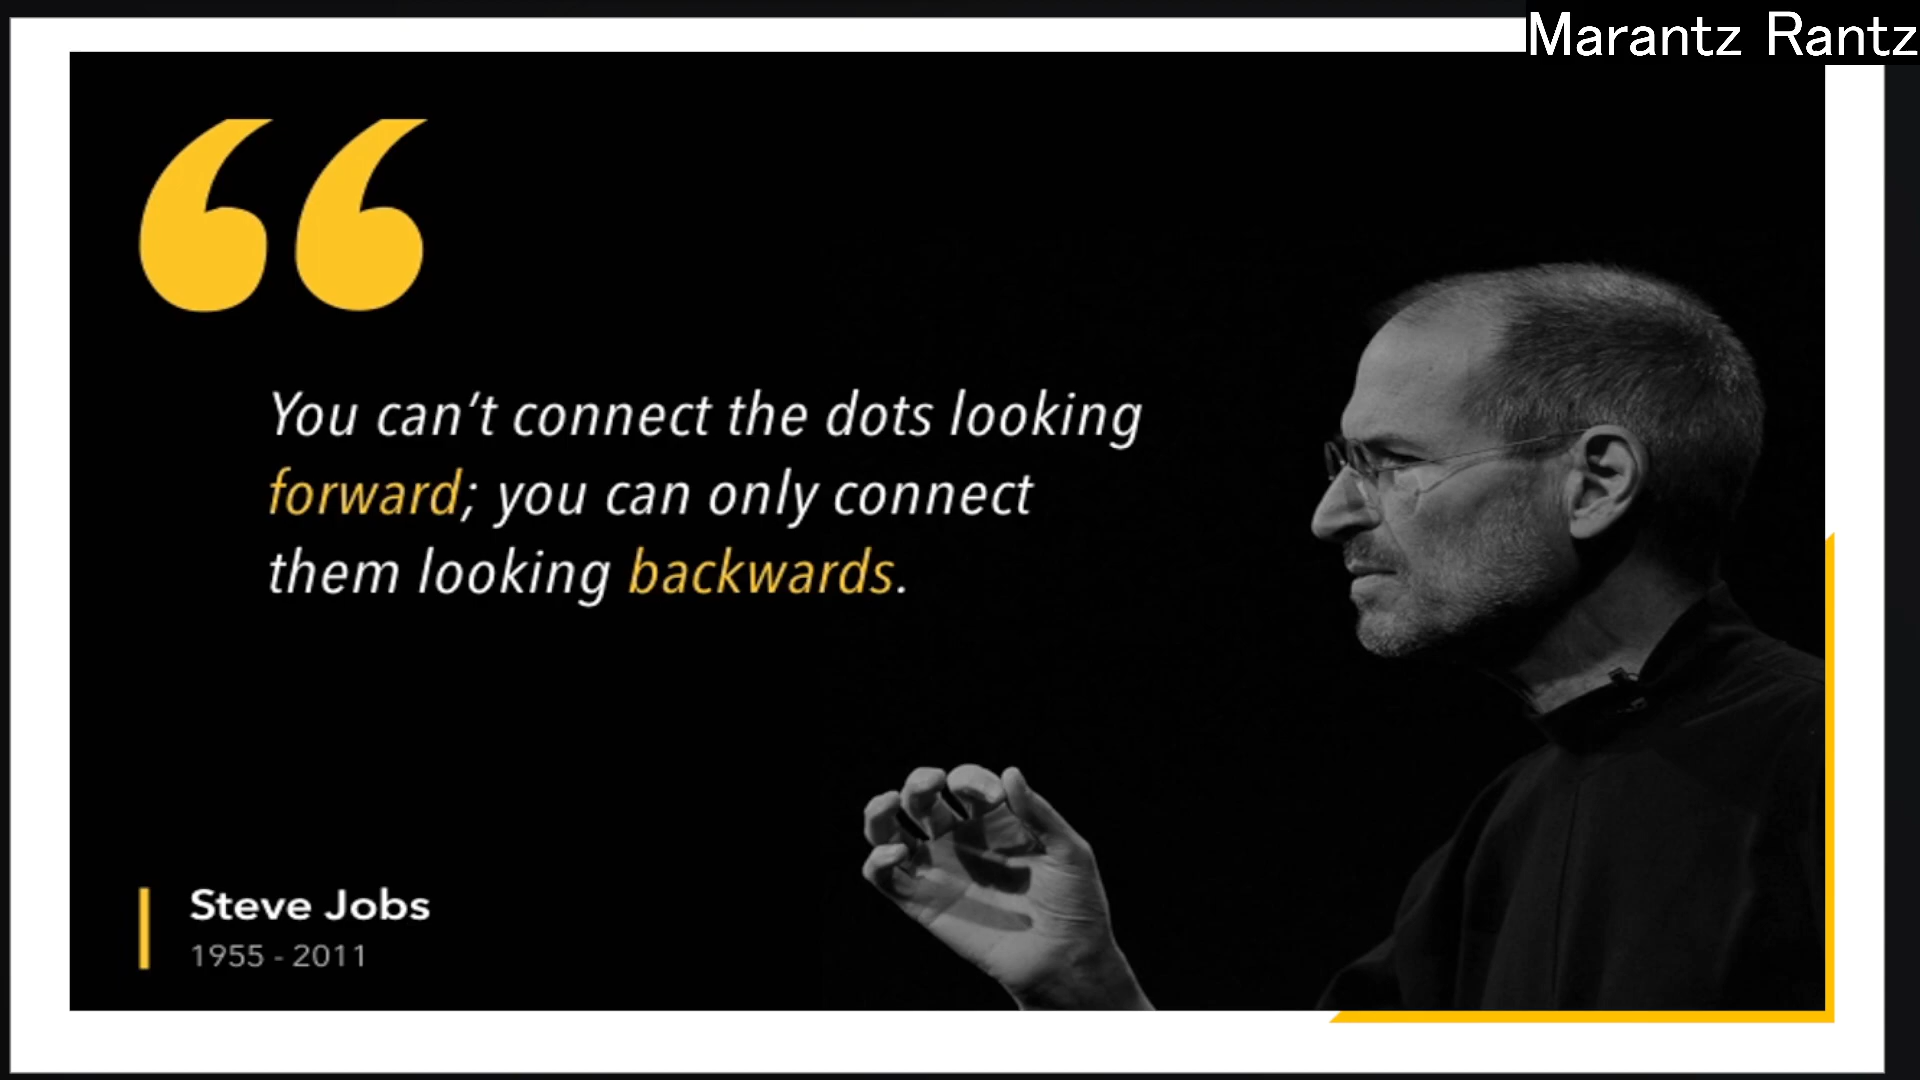 Marantz Rantz
“
You can’t connect the dots looking
forward; you can only connect
them looking backwards.
Steve Jobs
1955 - 2011